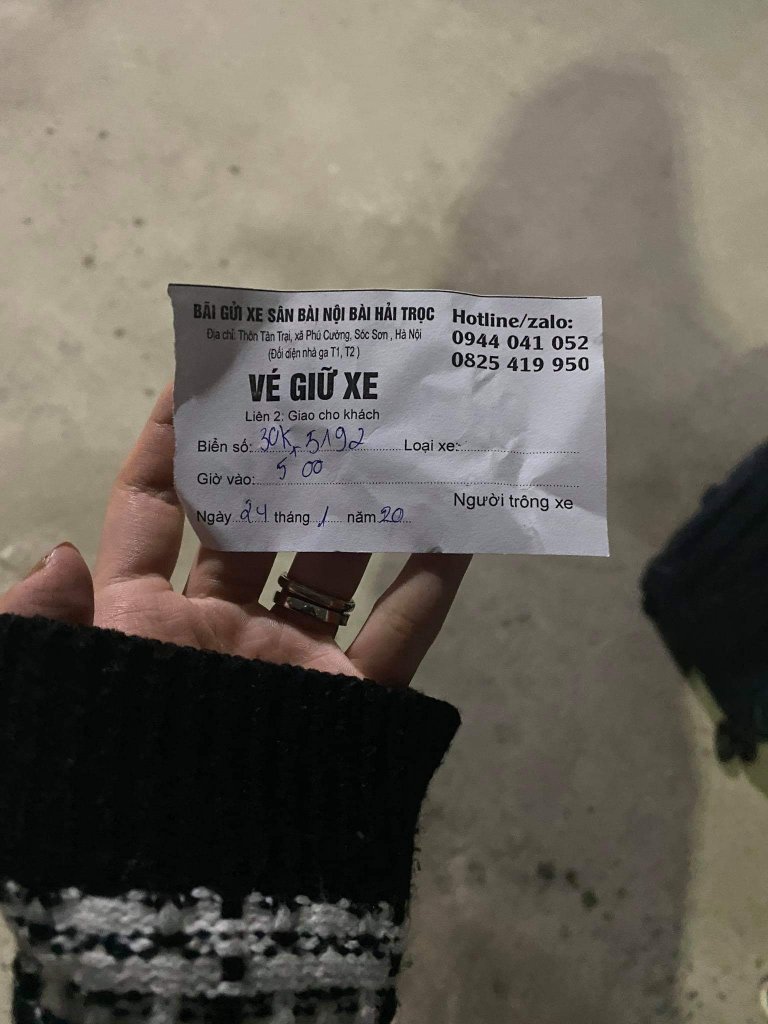 BÃI GỬI XE SÂN BÀI NỘI BÀI HẢI TRỌC
Địa chỉ: Thôn Tân Trại, xã Phú Cường, Sóc Sơn , Hà Nội
(Đối diện nhà ga T1, T2 )
Hotline/zalo:
0944 041 052
0825 419 950
VÉ GIỮ XE
Liên 2: Giao cho khách
Biển số: 30K, 5192 Loại xe:
Giờ vào: 5 00
Người trông xe
Ngày 24 tháng 1 năm 20